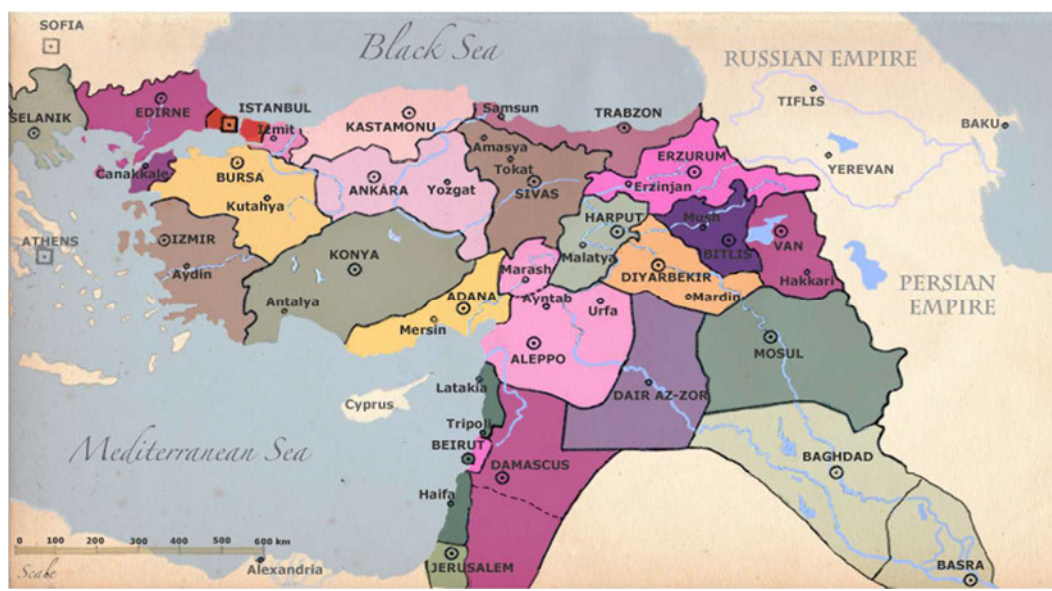 SOFIA
Black Sea
RUSSIAN EMPIRE
TIFLIS
BAKU
EDIRNE
ISTANBUL
SELANIK
Izmit
KASTAMONU
Samsun
TRABZON
Amasya
Tokat
ERZURUM
YEREVAN
Canakkale
BURSA
ANKARA
Yozgat
SIVAS
Erzinjan
Kutahya
HARPUT
Mush
ATHENS
IZMIR
KONYA
Malatya
BITLIS
VAN
Aydin
Marash
DIYARBEKIR
Hakkari
PERSIAN
EMPIRE
Antalya
ADANA
Ayntab
Mardin
Mersin
Urfa
ALEPPO
MOSUL
Latakia
DAIR AZ-ZOR
Cyprus
Tripoli
Mediterranean Sea
BEIRUT
DAMASCUS
BAGHDAD
Haifa
0 100 200 300 400 500 600 km
Scale
Alexandria
JERUSALEM
BASRA